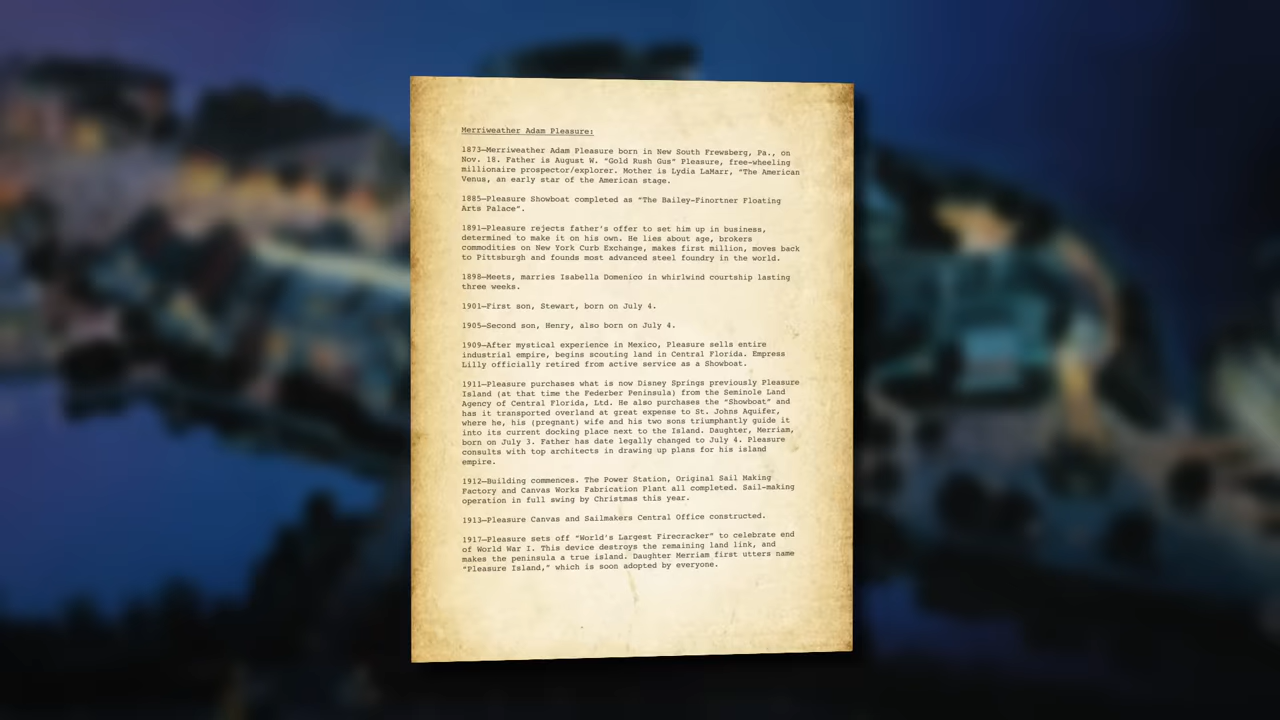 Merriweather Adam Pleasure:
1873—Merriweather Adam Pleasure born in New South Frewsberg, Pa., on
Nov. 18. Father is August W. “Gold Rush Gus” Pleasure, free-wheeling
millionaire prospector/explorer. Mother is Lydia LaMarr, “The American
Venus, an early star of the American stage.
1885—Pleasure Showboat completed as “The Bailey-Finortner Floating
Arts Palace”.
1891—Pleasure rejects father’s offer to set him up in business,
determined to make it on his own. He lies about age, brokers
commodities on New York Curb Exchange, makes first million, moves back
to Pittsburgh and founds most advanced steel foundry in the world.
1898—Meets, marries Isabella Domenico in whirlwind courtship lasting
three weeks.
1901—First son, Stewart, born on July 4.
1905—Second son, Henry, also born on July 4.
1909—After mystical experience in Mexico, Pleasure sells entire
industrial empire, begins scouting land in Central Florida. Empress
Lilly officially retired from active service as a Showboat.
1911—Pleasure purchases what is now Disney Springs previously Pleasure
Island (at that time the Federber Peninsula) from the Seminole Land
Agency of Central Florida, Ltd. He also purchases the “Showboat” and
has it transported overland at great expense to St. Johns Aquifer,
where he, his (pregnant) wife and his two sons triumphantly guide it
into its current docking place next to the Island. Daughter, Merriam,
born on July 3. Father has date legally changed to July 4. Pleasure
consults with top architects in drawing up plans for his island
empire.
1912—Building commences. The Power Station, Original Sail Making
Factory and Canvas Works Fabrication Plant all completed. Sail-making
operation in full swing by Christmas this year.
1913—Pleasure Canvas and Sailmakers Central Office constructed.
1917—Pleasure sets off “World’s Largest Firecracker” to celebrate end
of World War I. This device destroys the remaining land link, and
makes the peninsula a true island. Daughter Merriam first utters name
“Pleasure Island,” which is soon adopted by everyone.